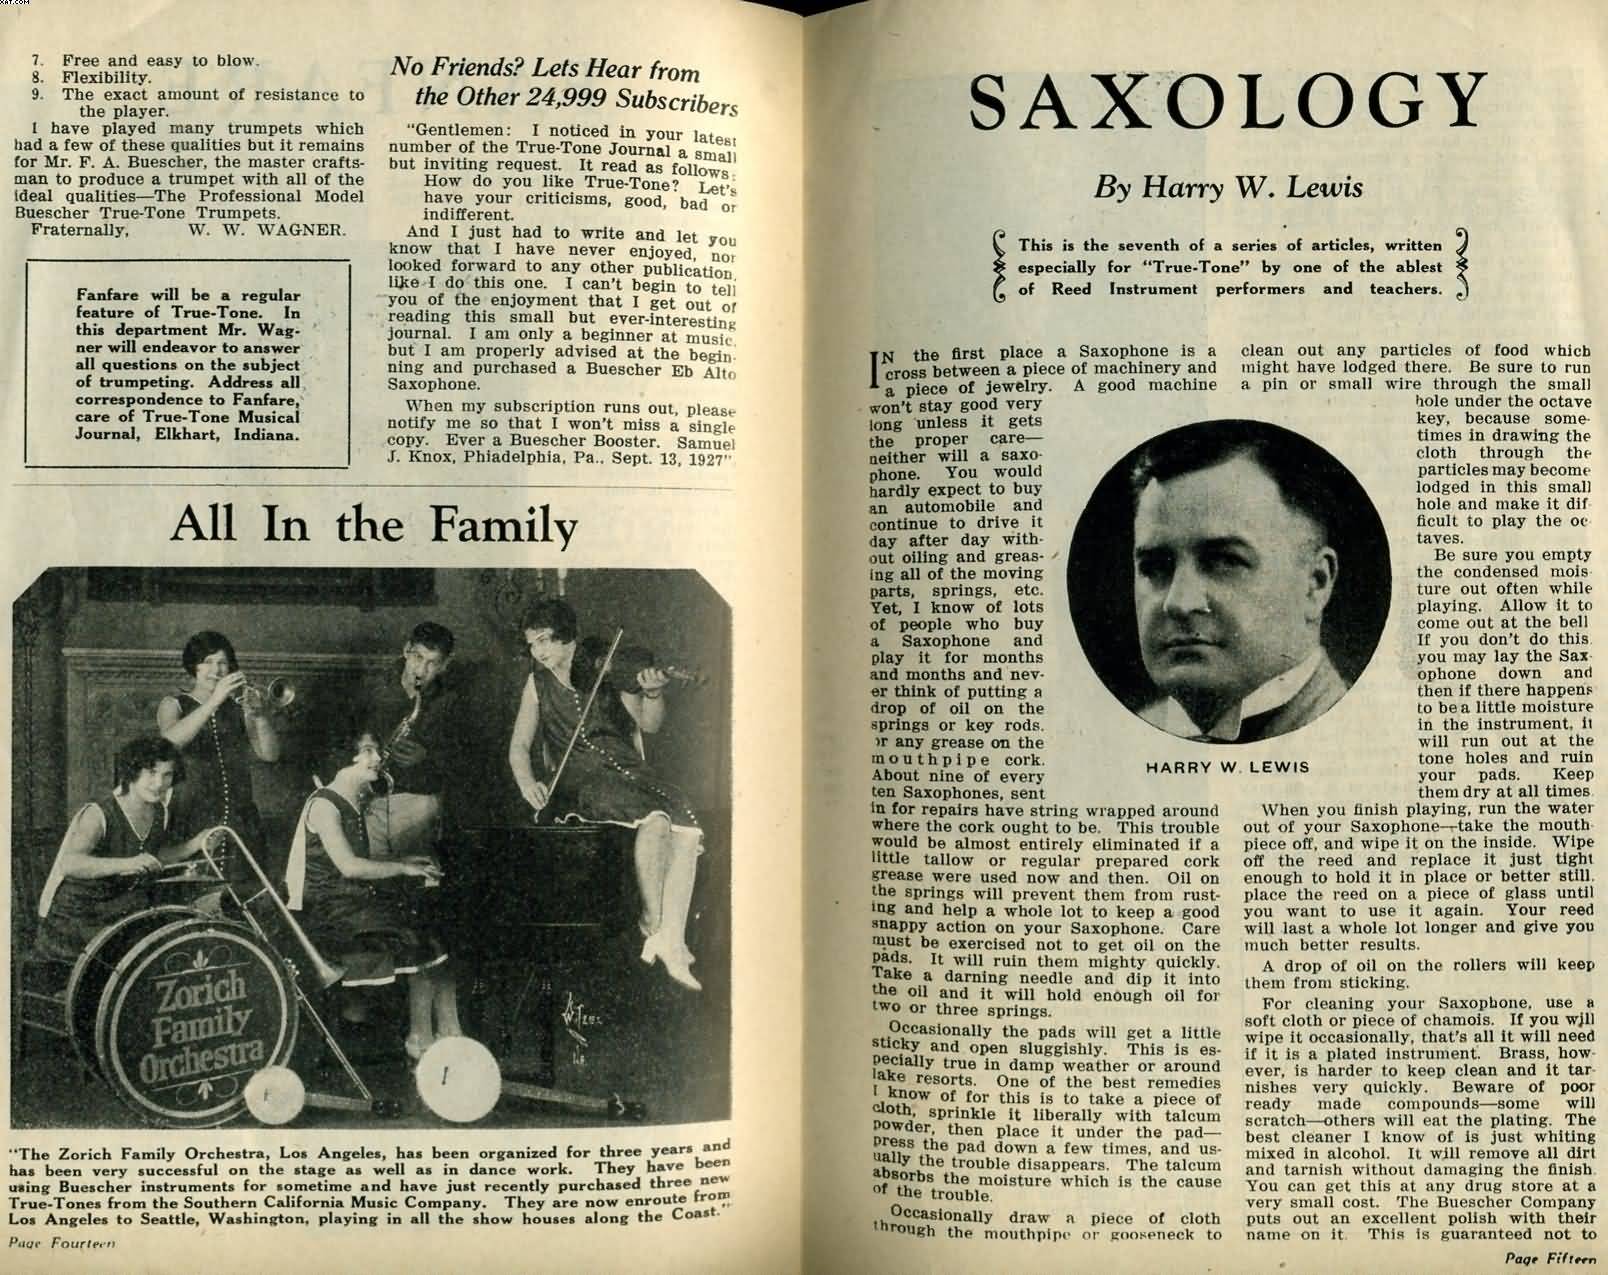 XAT.COM
7. Free and easy to blow.
8. Flexibility.
9. The exact amount of resistance to
the player.
I have played many trumpets which
had a few of these qualities but it remains
for Mr. F. A. Buescher, the master crafts-
man to produce a trumpet with all of the
ideal qualities—The Professional Model
Buescher True-Tone Trumpets.
Fraternally, W. W. WAGNER.
Fanfare will be a regular
feature of True-Tone. In
this department Mr. Wag-
ner will endeavor to answer
all questions on the subject
of trumpeting. Address all
correspondence to Fanfare,
care of True-Tone Musical
Journal, Elkhart, Indiana.
No Friends? Lets Hear from
the Other 24,999 Subscribers
"Gentlemen: I noticed in your latest
number of the True-Tone Journal a small
but inviting request. It read as follows:
How do you like True-Tone? Let's
have your criticisms, good, bad or
indifferent.
And I just had to write and let you
know that I have never enjoyed, nor
looked forward to any other publication,
like I do this one. I can't begin to tell
you of the enjoyment that I get out of
reading this small but ever-interesting
journal. I am only a beginner at music,
but I am properly advised at the begin-
ning and purchased a Buescher Eb Alto
Saxophone.
When my subscription runs out, please
notify me so that I won't miss a single
copy. Ever a Buescher Booster. Samuel
J. Knox, Phiadelphia, Pa., Sept. 13, 1927"
All In the Family
Zorich
Family
Orchestra
"The Zorich Family Orchestra, Los Angeles, has been organized for three years and
has been very successful on the stage as well as in dance work. They have been
using Buescher instruments for sometime and have just recently purchased three new
True-Tones from the Southern California Music Company. They are now enroute from
Los Angeles to Seattle, Washington, playing in all the show houses along the Coast."
Page Fourteen
SAXOLOGY
By Harry W. Lewis
This is the seventh of a series of articles, written
especially for "True-Tone" by one of the ablest
of Reed Instrument performers and teachers.
IN the first place a Saxophone is a
cross between a piece of machinery and
a piece of jewelry. A good machine
won't stay good very
long unless it gets
the proper care—
neither will a saxo-
phone. You would
hardly expect to buy
an automobile and
continue to drive it
day after day with-
out oiling and greas-
ing all of the moving
parts, springs, etc.
Yet, I know of lots
of people who buy
a Saxophone and
play it for months
and months and nev-
er think of putting a
drop of oil on the
springs or key rods.
or any grease on the
mouthpipe cork.
About nine of every
ten Saxophones, sent
in for repairs have string wrapped around
where the cork ought to be. This trouble
would be almost entirely eliminated if a
little tallow or regular prepared cork
grease were used now and then. Oil on
the springs will prevent them from rust-
ing and help a whole lot to keep a good
snappy action on your Saxophone. Care
must be exercised not to get oil on the
pads. It will ruin them mighty quickly.
Take a darning needle and dip it into
the oil and it will hold enough oil for
two or three springs.
Occasionally the pads will get a little
sticky and open sluggishly. This is es-
pecially true in damp weather or around
lake resorts. One of the best remedies
I know of for this is to take a piece of
cloth, sprinkle it liberally with talcum
powder, then place it under the pad—
press the pad down a few times, and us-
ually the trouble disappears. The talcum
absorbs the moisture which is the cause
of the trouble.
Occasionally draw a piece of cloth
through the mouthpipe or gooseneck to
HARRY W. LEWIS
clean out any particles of food which
might have lodged there. Be sure to run
a pin or small wire through the small
hole under the octave
key, because some-
times in drawing the
cloth through the
particles may become
lodged in this small
hole and make it dif-
ficult to play the oc-
taves.
Be sure you empty
the condensed mois-
ture out often while
playing. Allow it to
come out at the bell
If you don't do this
you may lay the Sax-
ophone down and
then if there happens
to be a little moisture
in the instrument, it
will run out at the
tone holes and ruin
your pads. Keep
them dry at all times.
When you finish playing, run the water
out of your Saxophone—take the mouth-
piece off, and wipe it on the inside. Wipe
off the reed and replace it just tight
enough to hold it in place or better still,
place the reed on a piece of glass until
you want to use it again. Your reed
will last a whole lot longer and give you
much better results.
A drop of oil on the rollers will keep
them from sticking.
For cleaning your Saxophone, use a
soft cloth or piece of chamois. If you will
wipe it occasionally, that's all it will need
if it is a plated instrument. Brass, how-
ever, is harder to keep clean and it tar-
nishes very quickly. Beware of poor
ready made compounds—some will
scratch—others will eat the plating. The
best cleaner I know of is just whiting
mixed in alcohol. It will remove all dirt
and tarnish without damaging the finish.
You can get this at any drug store at a
very small cost. The Buescher Company
puts out an excellent polish with their
name on it. This is guaranteed not to
Page Fifteen